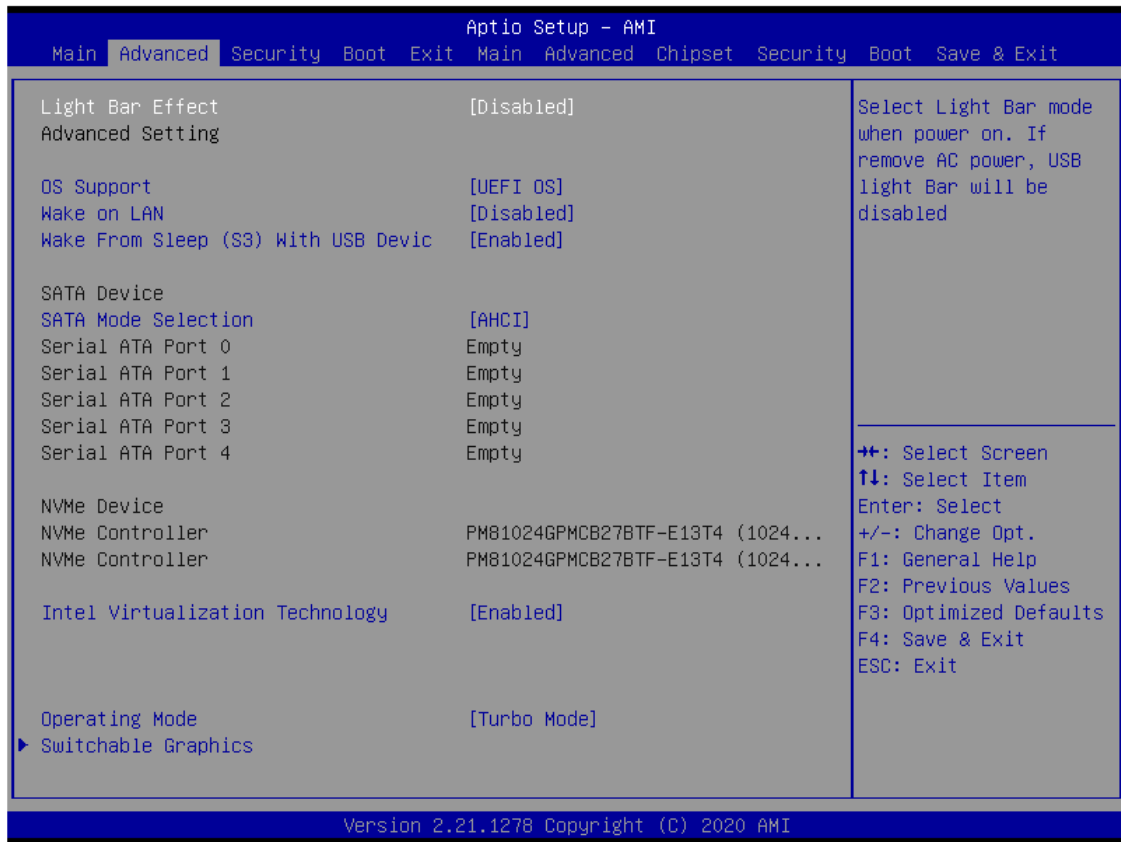 Aptio Setup – AMI
Main Advanced Security Boot Exit Main Advanced Chipset Security Boot Save & Exit
Light Bar Effect [Disabled]
Advanced Setting
OS Support [UEFI OS]
Wake on LAN [Disabled]
Wake From Sleep (S3) With USB Devic [Enabled]
SATA Device
SATA Mode Selection [AHCI]
Serial ATA Port 0 Empty
Serial ATA Port 1 Empty
Serial ATA Port 2 Empty
Serial ATA Port 3 Empty
Serial ATA Port 4 Empty
NVMe Device
NVMe Controller PM81024GPMCB27BTF-E13T4 (1024...
NVMe Controller PM81024GPMCB27BTF-E13T4 (1024...
Intel Virtualization Technology [Enabled]
Operating Mode [Turbo Mode]
Switchable Graphics
Select Light Bar mode
when power on. If
remove AC power, USB
light Bar will be
disabled
→←: Select Screen
↑↓: Select Item
Enter: Select
+/-: Change Opt.
F1: General Help
F2: Previous Values
F3: Optimized Defaults
F4: Save & Exit
ESC: Exit
Version 2.21.1278 Copyright (C) 2020 AMI